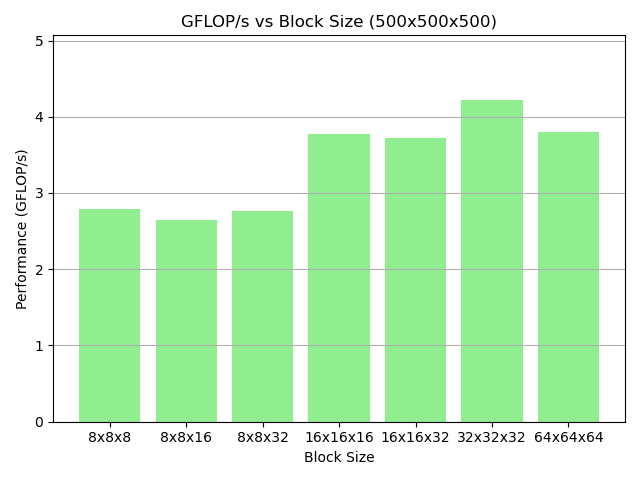 GFLOP/s vs Block Size (500x500x500)
Performance (GFLOP/s)
5
4
3
2
1
0
8x8x8 8x8x16 8x8x32 16x16x16 16x16x32 32x32x32 64x64x64
Block Size